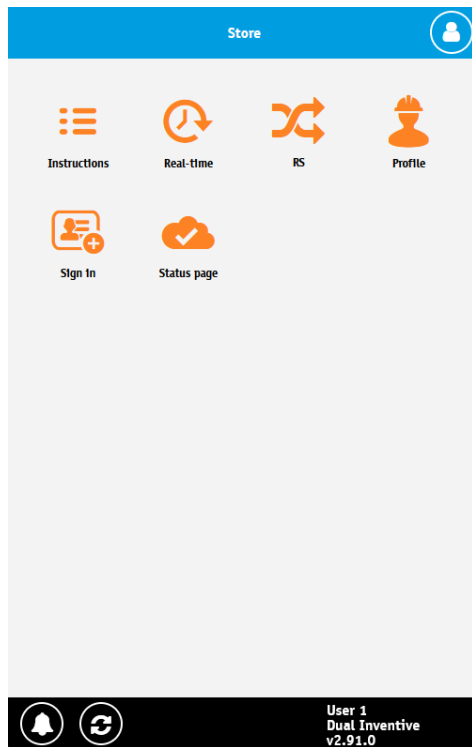 Store
Instructions
Real-time
RS
Profile
Sign in
Status page
User 1
Dual Inventive
v2.91.0